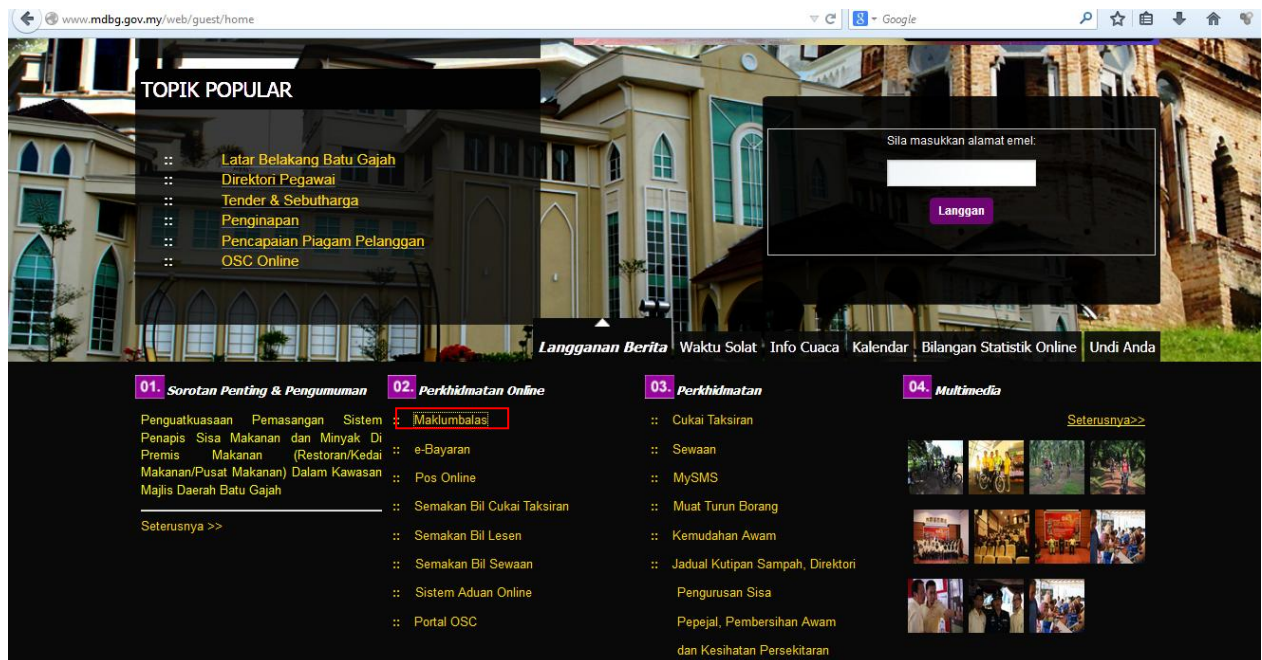 www.mdbg.gov.my/web/guest/home
Google
TOPIK POPULAR
:: Latar Belakang Batu Gajah
:: Direktori Pegawai
:: Tender & Sebutharga
:: Penginapan
:: Pencapaian Piagam Pelanggan
:: OSC Online
Sila masukkan alamat emel:
Langgan
Langganan Berita Waktu Solat Info Cuaca Kalendar Bilangan Statistik Online Undi Anda
01. Sorotan Penting & Pengumuman
Penguatkuasaan Pemasangan Sistem
Penapis Sisa Makanan dan Minyak Di
Premis Makanan (Restoran/Kedai
Makanan/Pusat Makanan) Dalam Kawasan
Majlis Daerah Batu Gajah
Seterusnya >>
02. Perkhidmatan Online
:: Maklumbalas
:: e-Bayaran
:: Pos Online
:: Semakan Bil Cukai Taksiran
:: Semakan Bil Lesen
:: Semakan Bil Sewaan
:: Sistem Aduan Online
:: Portal OSC
03. Perkhidmatan
:: Cukai Taksiran
:: Sewaan
:: MySMS
:: Muat Turun Borang
:: Kemudahan Awam
:: Jadual Kutipan Sampah, Direktori
Pengurusan Sisa
Pepejal, Pembersihan Awam
dan Kesihatan Persekitaran
04. Multimedia
Seterusnya>>